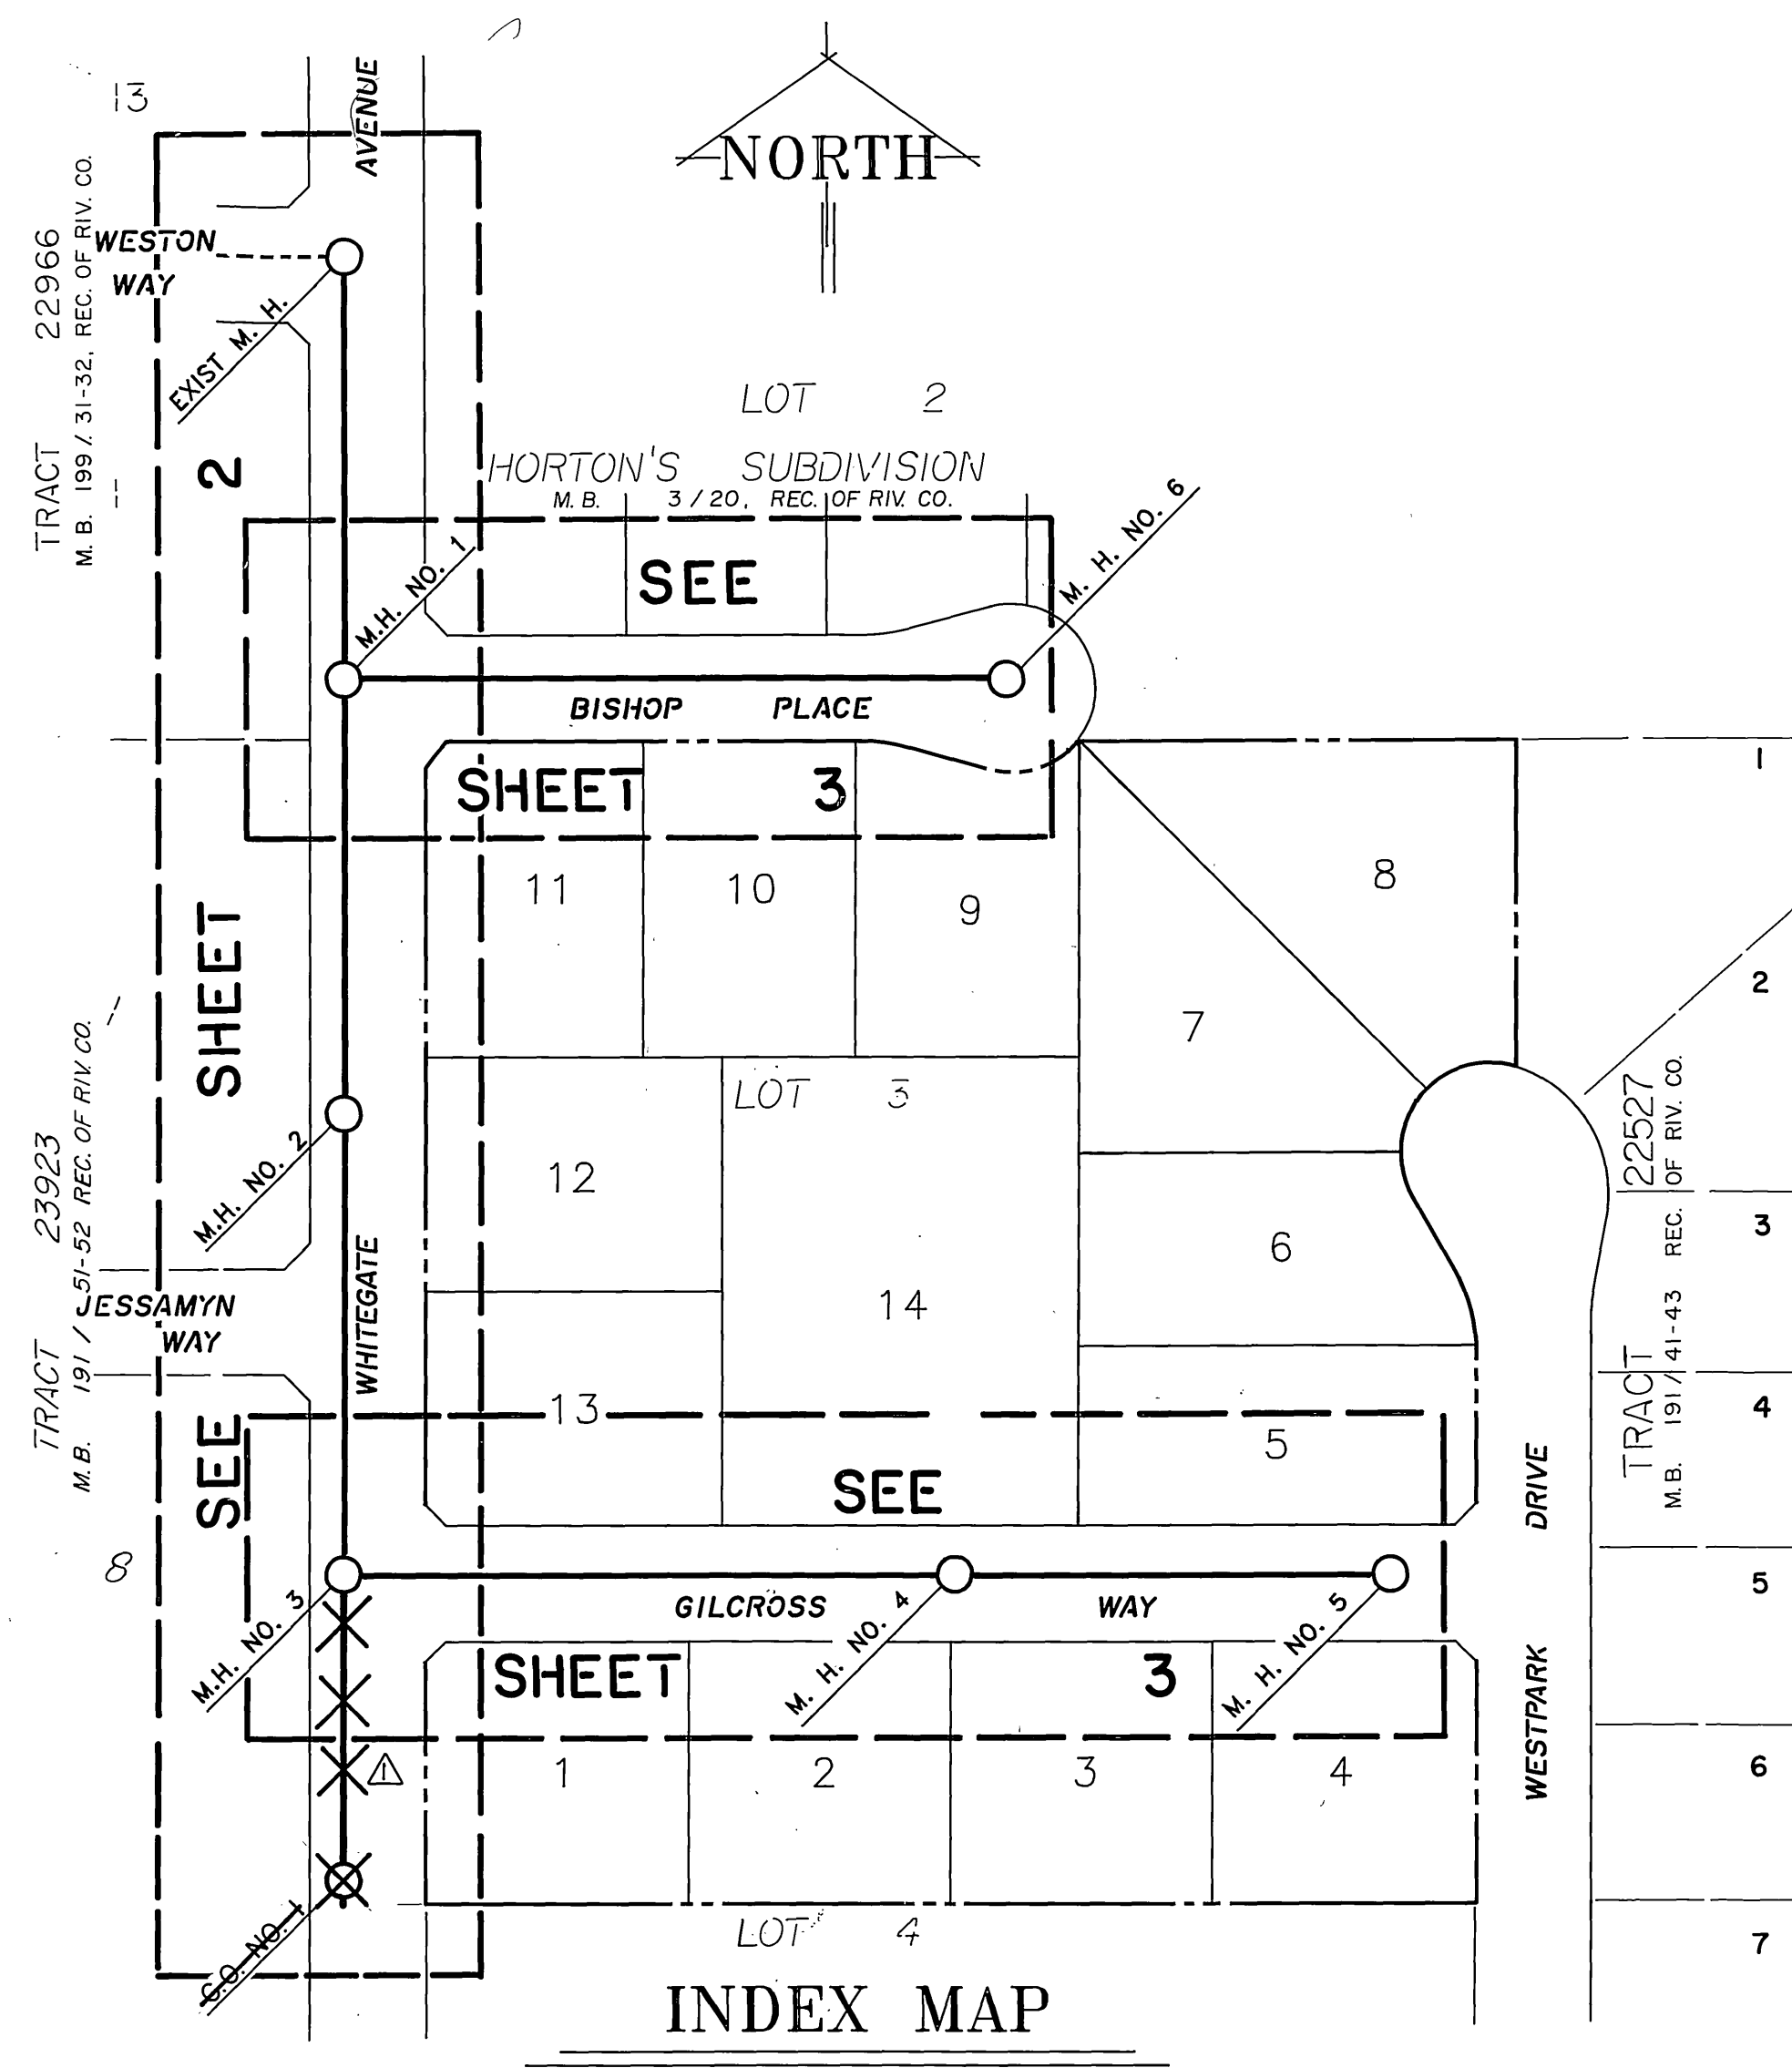 13
AVENUE
NORTH
TRACT 22966
M. B. 199 / 31-32, REC. OF RIV. CO.
WESTON
WAY
EXIST M. H.
LOT 2
HORTON'S SUBDIVISION
M. B. 3 / 20, REC. OF RIV. CO.
SEE SHEET 2
M.H. NO. 1
SEE
M. H. NO. 6
BISHOP PLACE
SHEET 3
1
11
10
9
8
2
7
LOT 3
TRACT 23923
M.B. 191 / 51-52 REC. OF RIV. CO.
M.H. NO. 2
12
TRACT 22527
M.B. 191 / 41-43 REC. OF RIV. CO.
3
6
WHITEGATE
JESSAMYN
WAY
14
13
4
5
SEE
WESTPARK DRIVE
8
M.H. NO. 3
GILCROSS WAY
M. H. NO. 4
M. H. NO. 5
5
SHEET 3
1
1
2
3
4
6
C.O. NO. 1
LOT 4
7
INDEX MAP